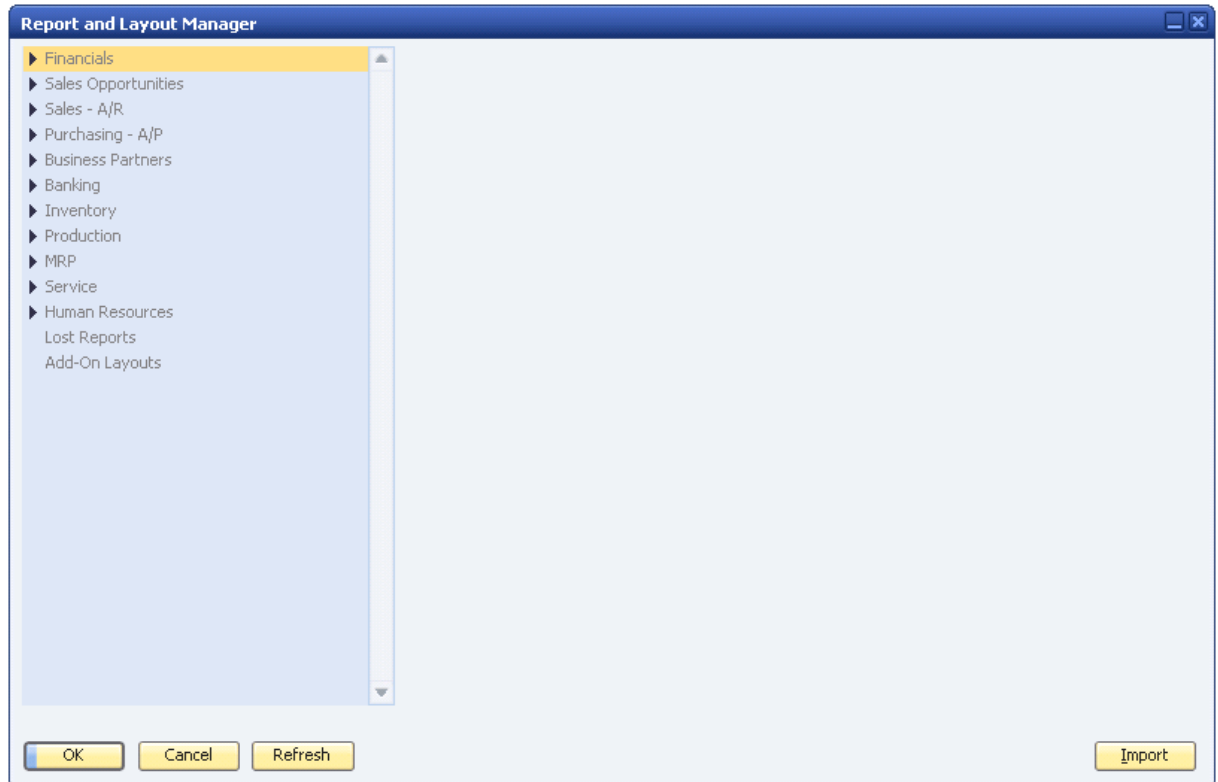 Report and Layout Manager
Financials
Sales Opportunities
Sales - A/R
Purchasing - A/P
Business Partners
Banking
Inventory
Production
MRP
Service
Human Resources
Lost Reports
Add-On Layouts
OK Cancel Refresh Import